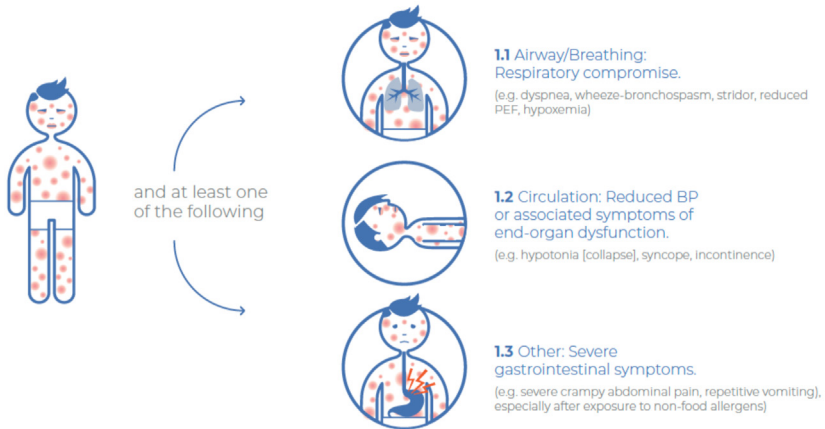 1.1 Airway/Breathing:
Respiratory compromise.
(e.g. dyspnea, wheeze-bronchospasm, stridor, reduced
PEF, hypoxemia)
and at least one
of the following
1.2 Circulation: Reduced BP
or associated symptoms of
end-organ dysfunction.
(e.g. hypotonia [collapse], syncope, incontinence)
1.3 Other: Severe
gastrointestinal symptoms.
(e.g. severe crampy abdominal pain, repetitive vomiting),
especially after exposure to non-food allergens)